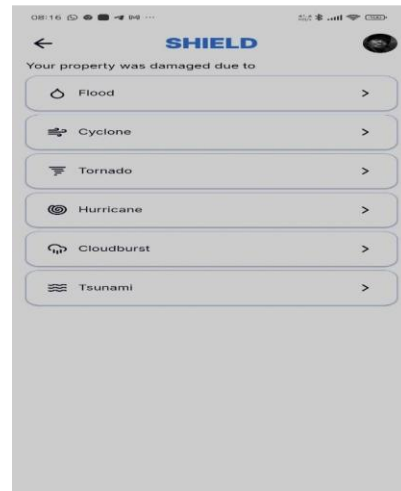 08:16
SHIELD
Your property was damaged due to
Flood >
Cyclone >
Tornado >
Hurricane >
Cloudburst >
Tsunami >